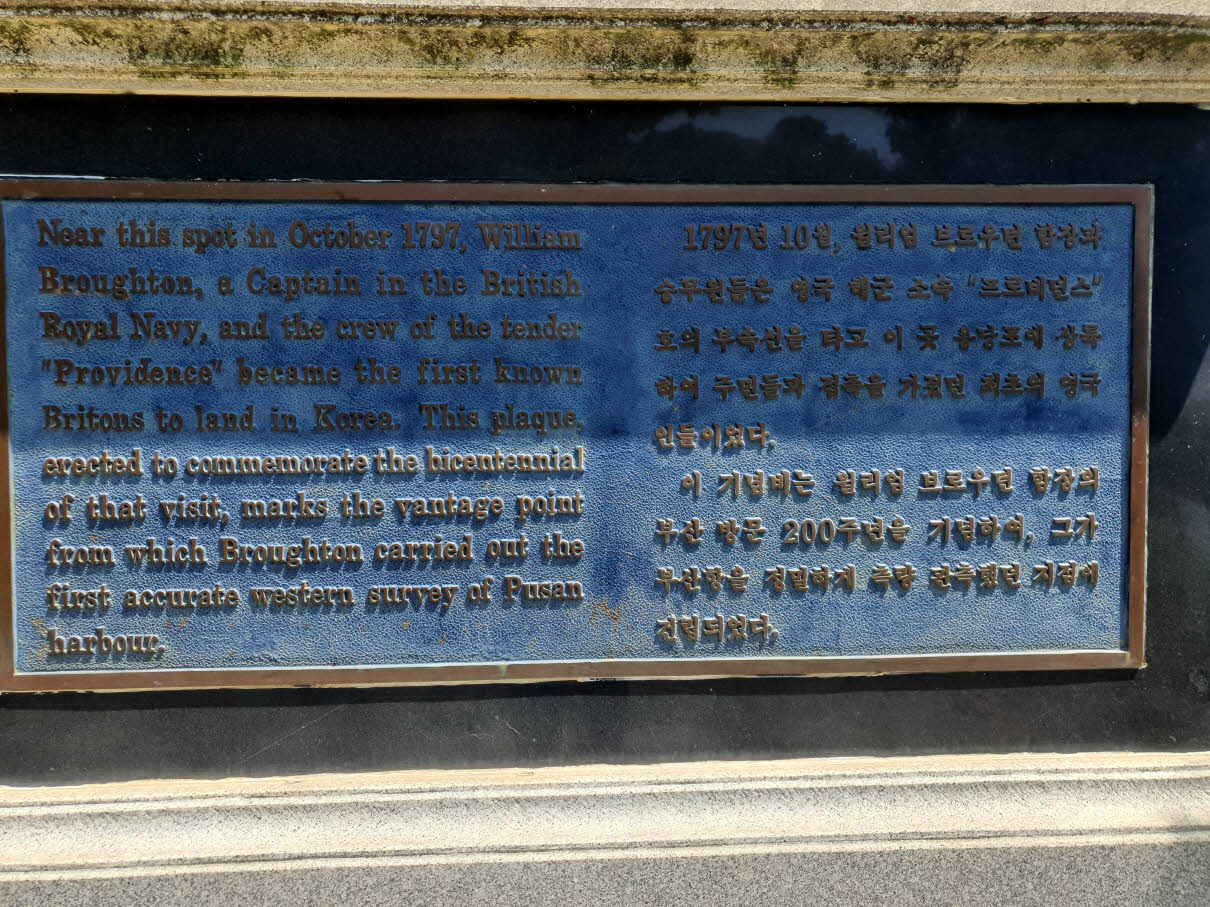 Near this spot in October 1797, William
Broughton, a Captain in the British
Royal Navy, and the crew of the tender
"Providence" became the first known
Britons to land in Korea. This plaque,
erected to commemorate the bicentennial
of that visit, marks the vantage point
from which Broughton carried out the
first accurate western survey of Pusan
harbour.
1797년 10월, 윌리엄 브로우턴 함장과
승무원들은 영국 해군 소속 "프로비던스"
호의 부속선을 타고 이 곳 용당포에 상륙
하여 주민들과 접촉을 가졌던 최초의 영국
인들이었다.
이 기념비는 윌리엄 브로우턴 함장의
부산 방문 200주년을 기념하여, 그가
부산항을 정밀하게 측량 관측했던 지점에
건립되었다.